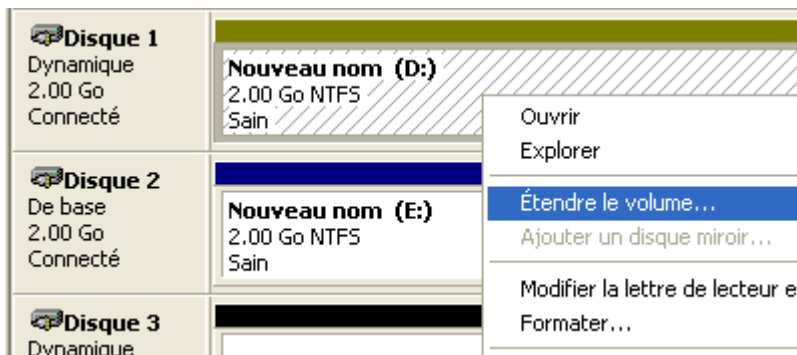 Disque 1
Dynamique
2.00 Go
Connecté
Nouveau nom (D:)
2.00 Go NTFS
Sain
Disque 2
De base
2.00 Go
Connecté
Nouveau nom (E:)
2.00 Go NTFS
Sain
Disque 3
Dynamique
Ouvrir
Explorer
Étendre le volume...
Ajouter un disque miroir...
Modifier la lettre de lecteur e
Formater...